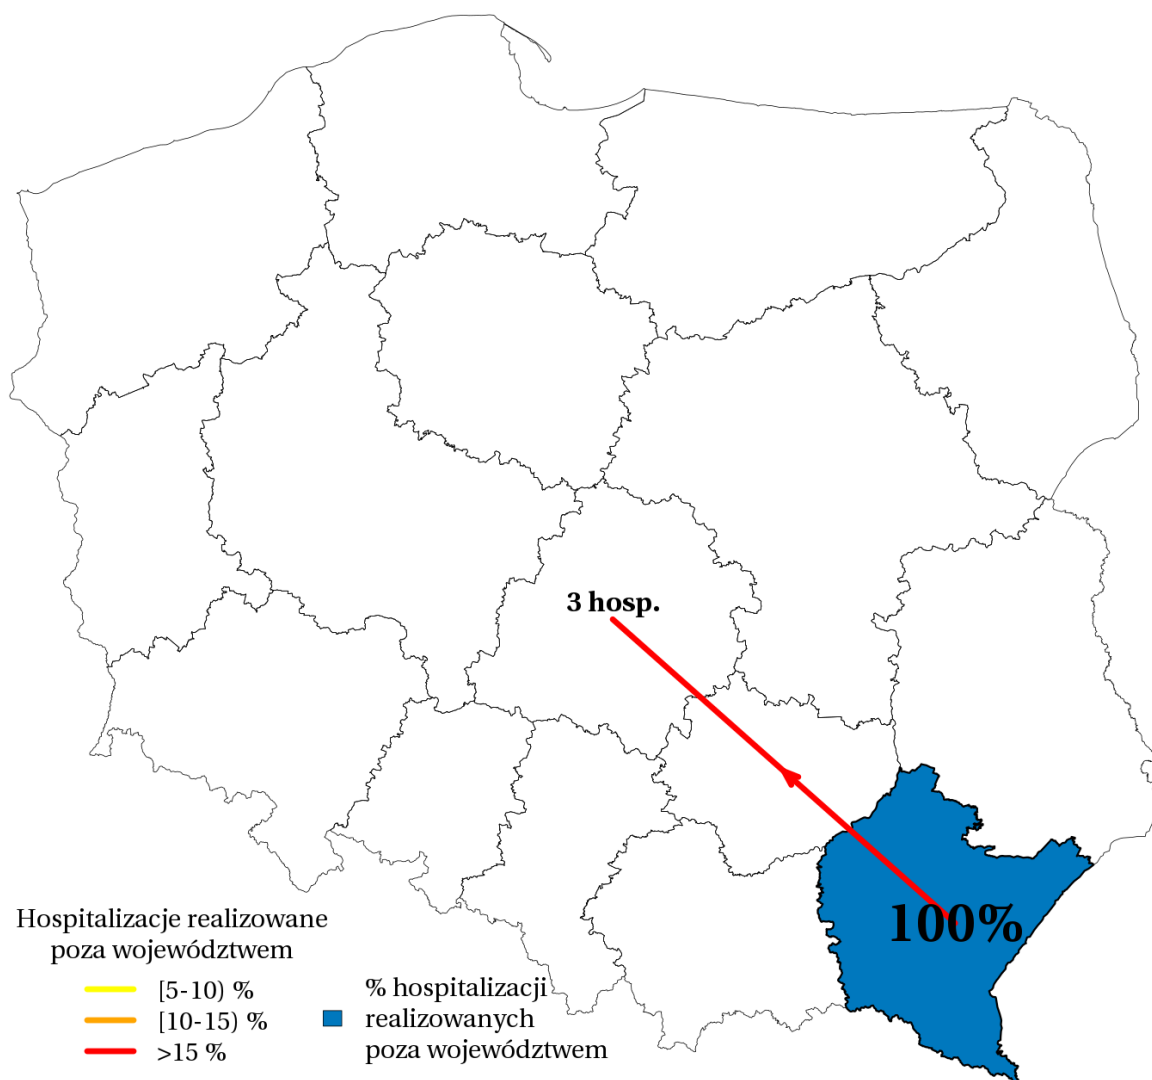 3 hosp.
100%
Hospitalizacje realizowane
poza województwem
[5-10) %
[10-15) %
>15 %
% hospitalizacji
realizowanych
poza województwem